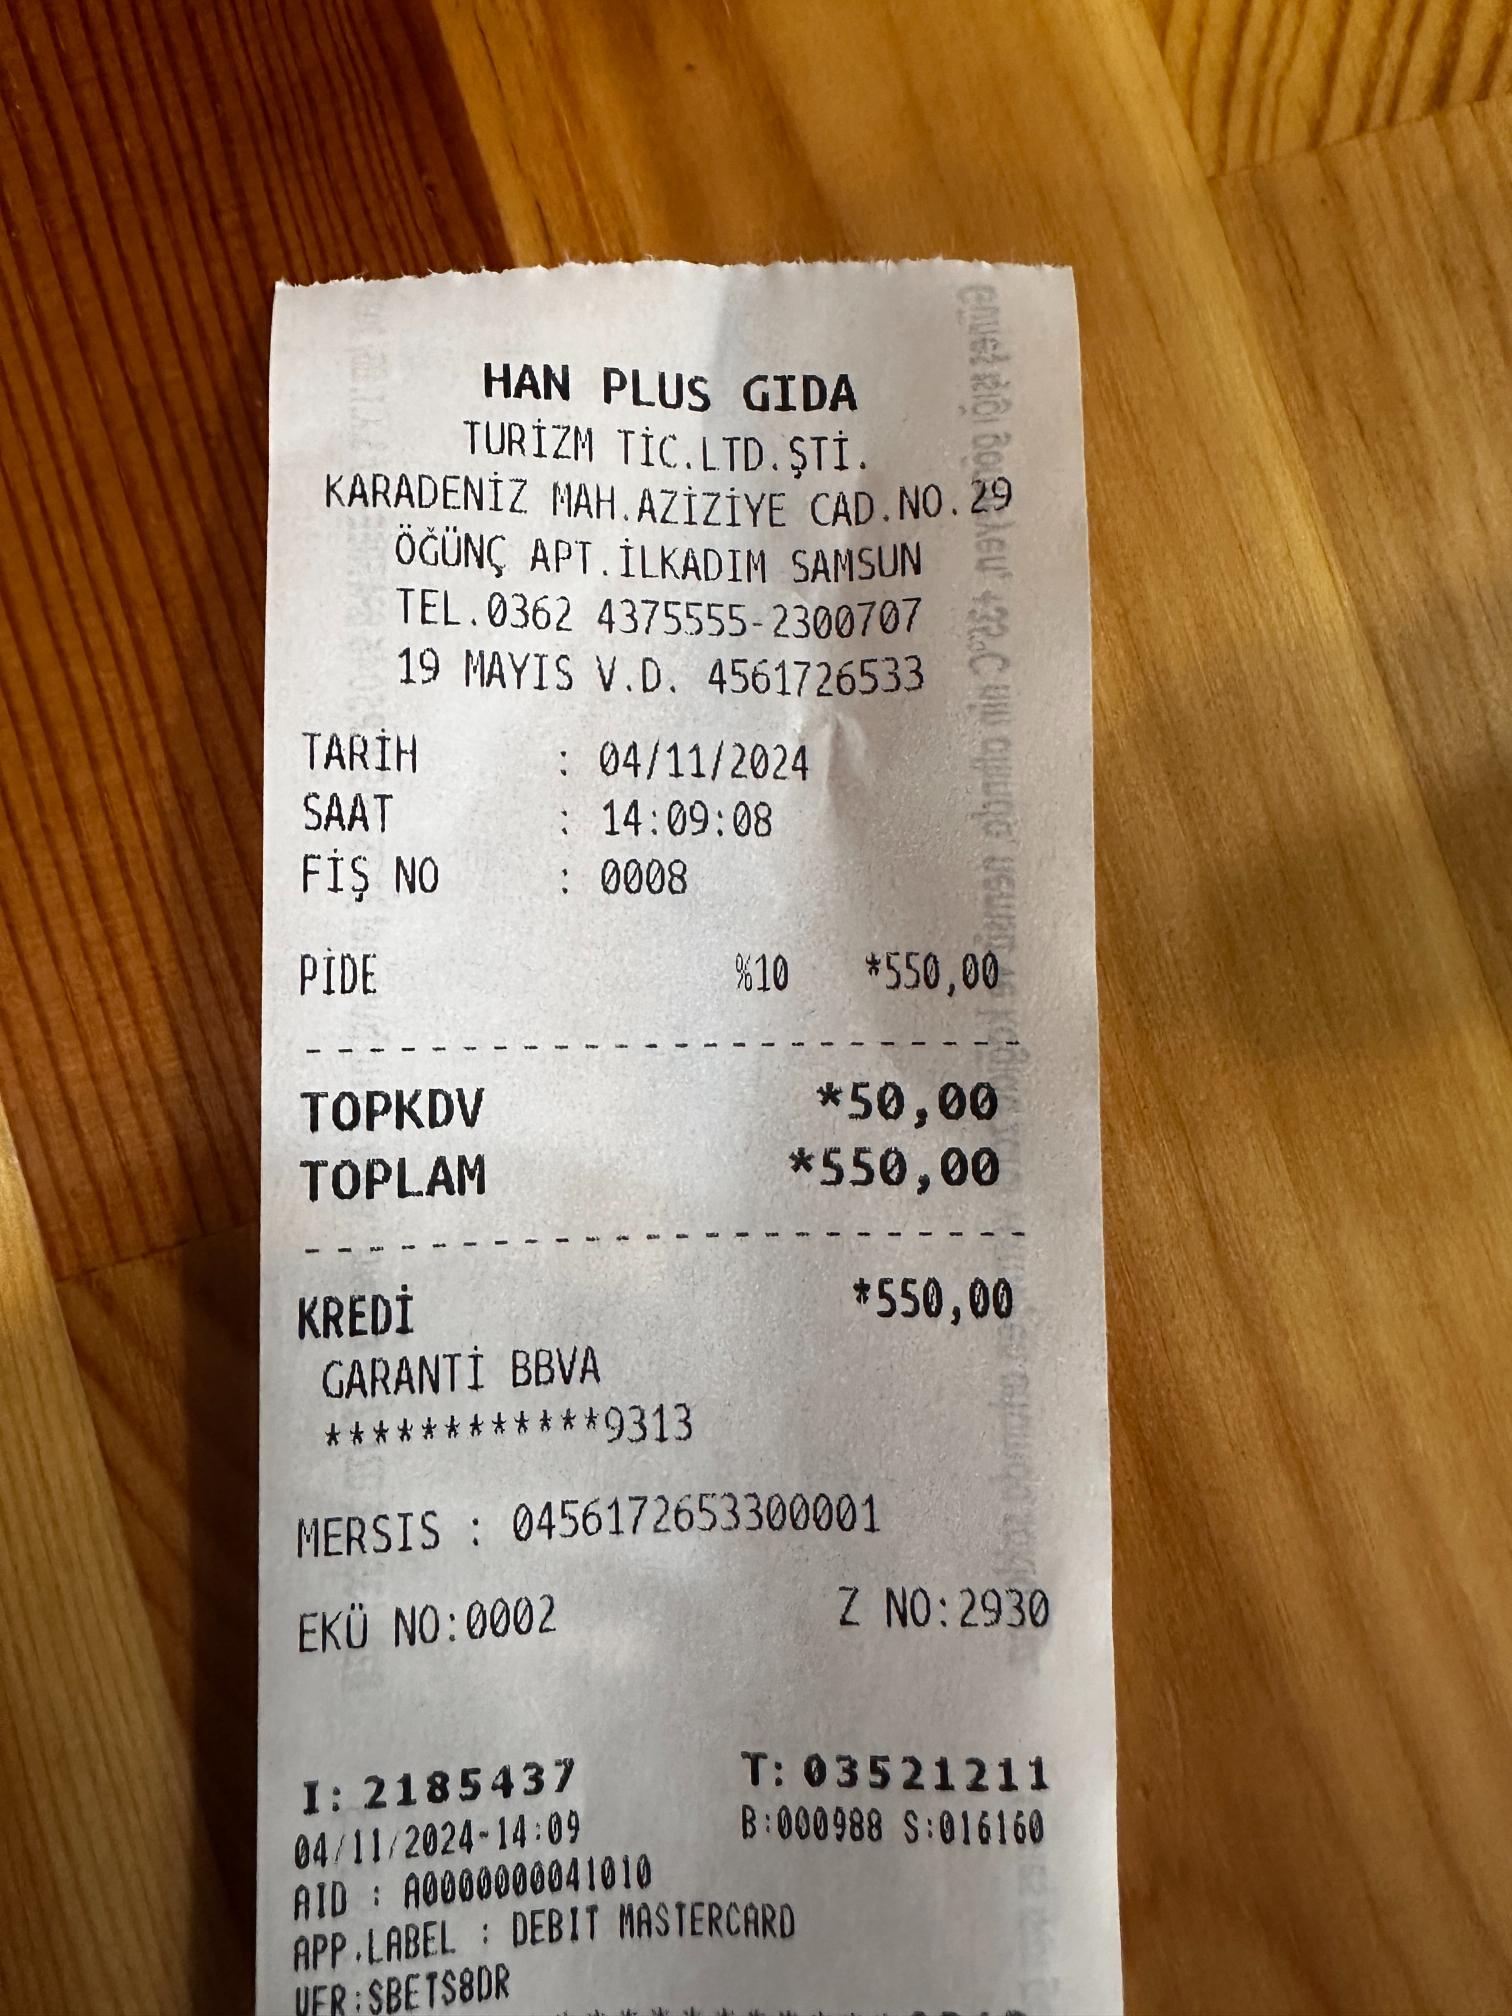 HAN PLUS GIDA
TURİZM TİC.LTD.ŞTİ.
KARADENİZ MAH.AZİZİYE CAD.NO.29
ÖĞÜNÇ APT.İLKADIM SAMSUN
TEL.0362 4375555-2300707
19 MAYIS V.D. 4561726533
TARİH : 04/11/2024
SAAT : 14:09:08
FİŞ NO : 0008
PİDE %10 *550,00
TOPKDV *50,00
TOPLAM *550,00
KREDİ *550,00
GARANTİ BBVA
************9313
MERSIS : 0456172653300001
EKÜ NO:0002 Z NO:2930
I: 2185437 T: 03521211
04/11/2024-14:09 B:000988 S:016160
AID : A0000000041010
APP.LABEL : DEBIT MASTERCARD
VER:SBETS8DR